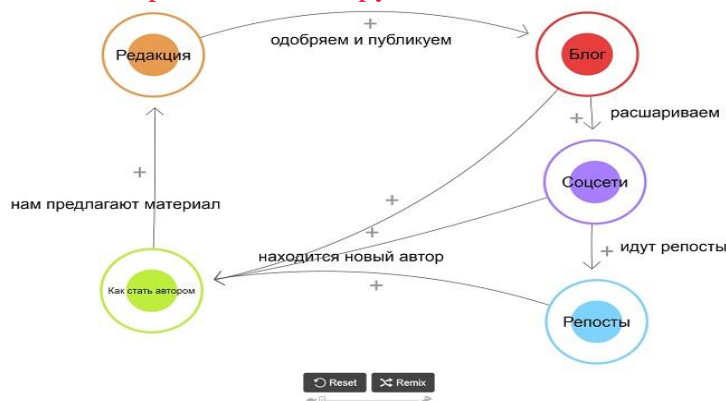 Редакция
одобряем и публикуем
Блог
расшариваем
нам предлагают материал
Соцсети
находится новый автор
идут репосты
Как стать автором
Репосты
Reset
Remix